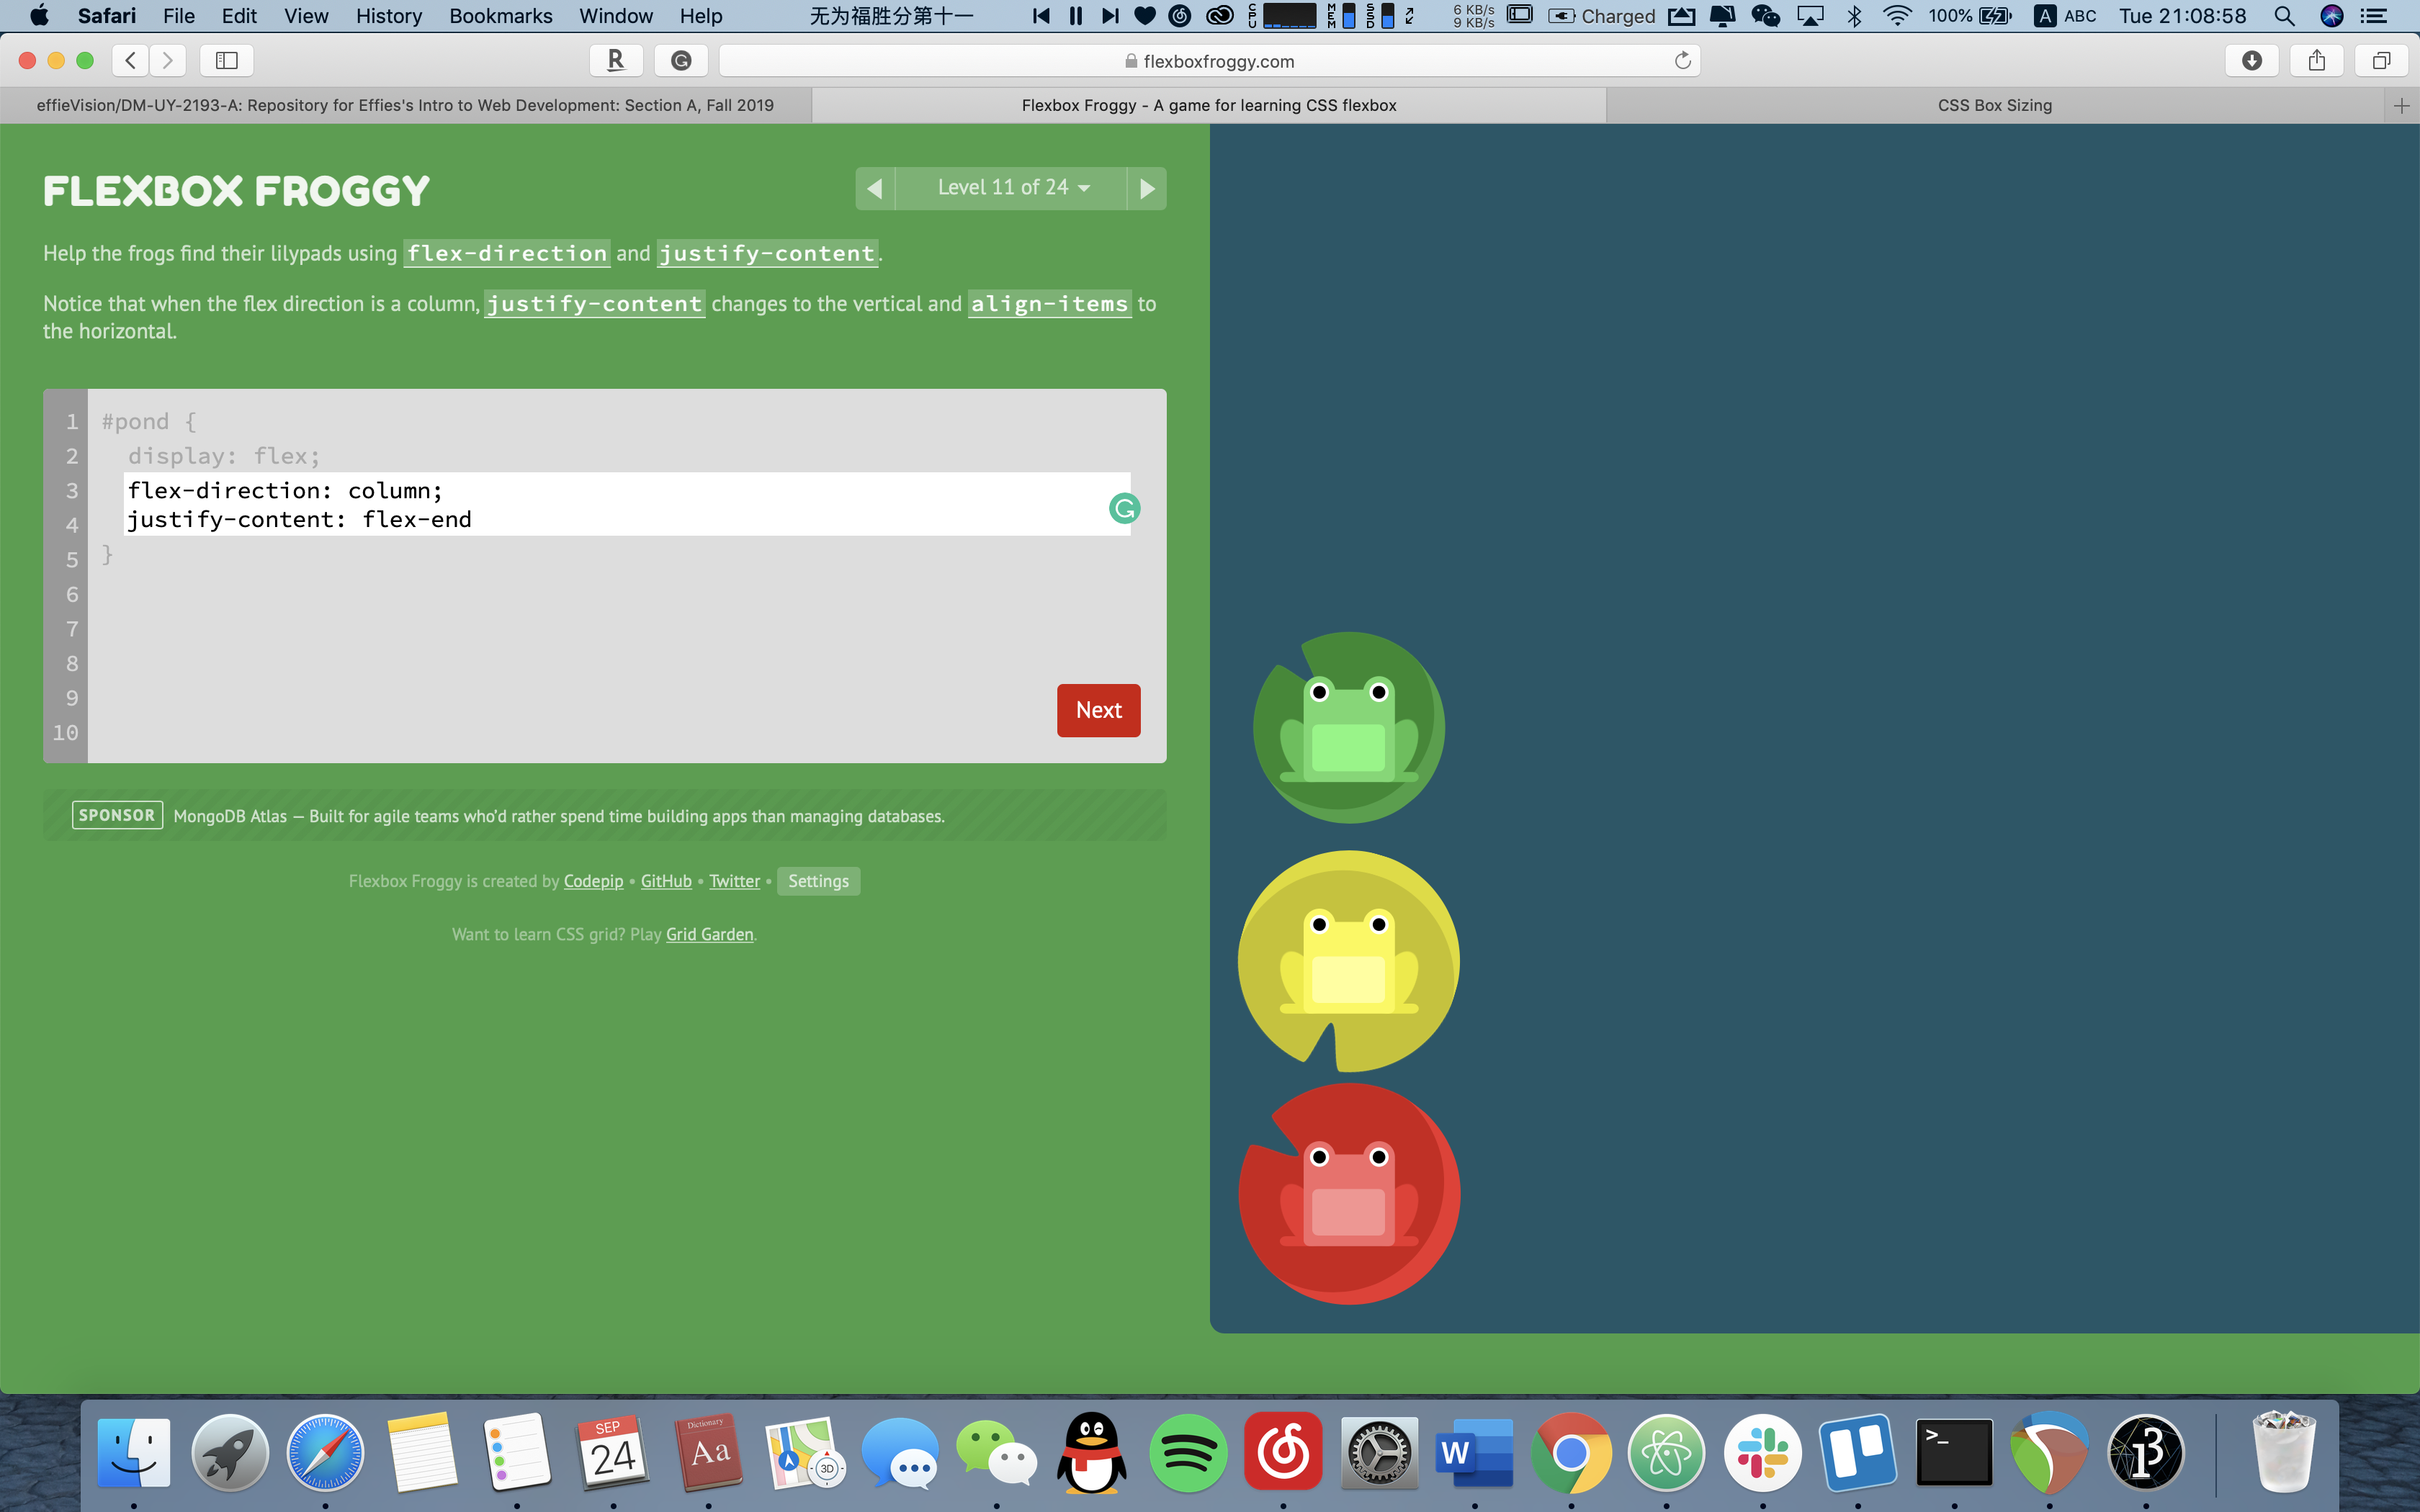 Safari File Edit View History Bookmarks Window Help 无为福胜分第十一 CPU MEM SSD 6 KB/s 9 KB/s Charged 100% A ABC Tue 21:08:58
R G flexboxfroggy.com
effieVision/DM-UY-2193-A: Repository for Effies's Intro to Web Development: Section A, Fall 2019 Flexbox Froggy - A game for learning CSS flexbox CSS Box Sizing
FLEXBOX FROGGY Level 11 of 24
Help the frogs find their lilypads using flex-direction and justify-content.
Notice that when the flex direction is a column, justify-content changes to the vertical and align-items to
the horizontal.
1 #pond {
2 display: flex;
3 flex-direction: column;
4 justify-content: flex-end
5 }
6
7
8
9
10
Next
SPONSOR MongoDB Atlas — Built for agile teams who'd rather spend time building apps than managing databases.
Flexbox Froggy is created by Codepip • GitHub • Twitter • Settings
Want to learn CSS grid? Play Grid Garden.
SEP
24
Dictionary
Aa
3D
W
>_